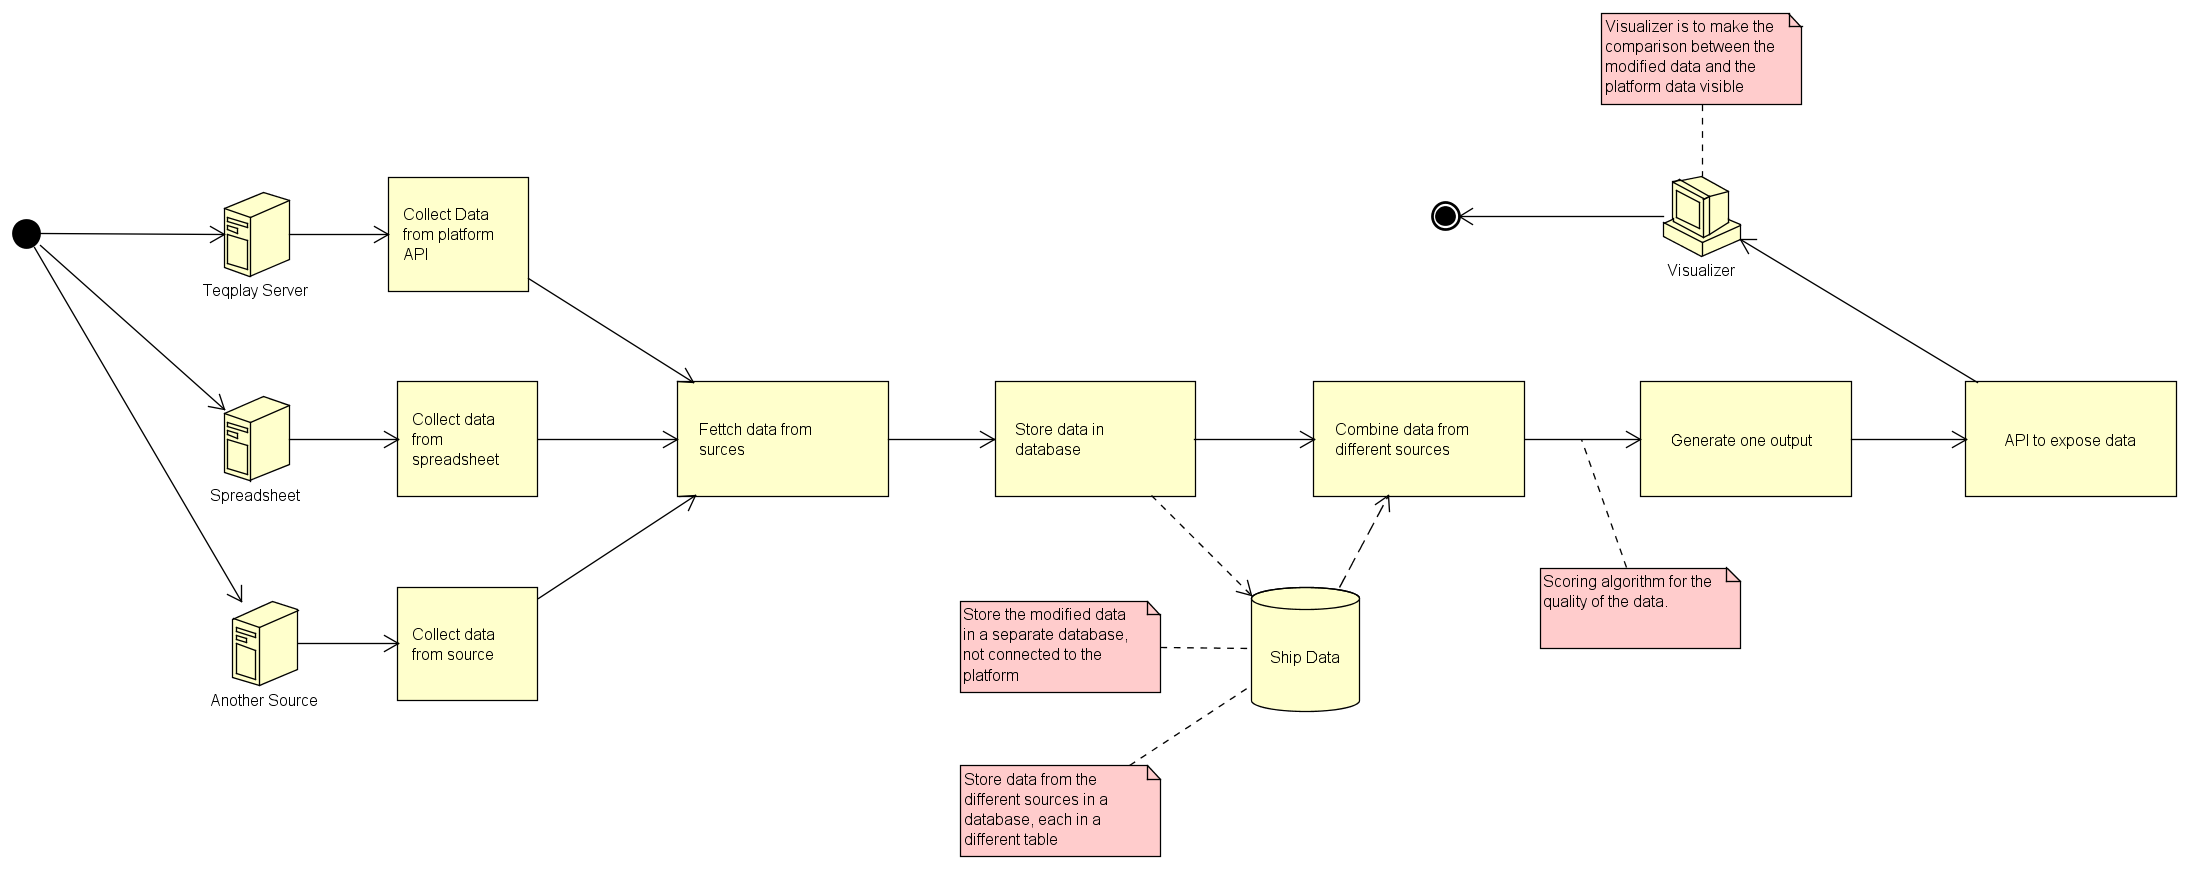 Visualizer is to make the
comparison between the
modified data and the
platform data visible
Collect Data
from platform
API
Teqplay Server
Visualizer
Collect data
from
spreadsheet
Spreadsheet
Fettch data from
surces
Store data in
database
Combine data from
different sources
Generate one output
API to expose data
Collect data
from source
Another Source
Store the modified data
in a separate database,
not connected to the
platform
Ship Data
Scoring algorithm for the
quality of the data.
Store data from the
different sources in a
database, each in a
different table